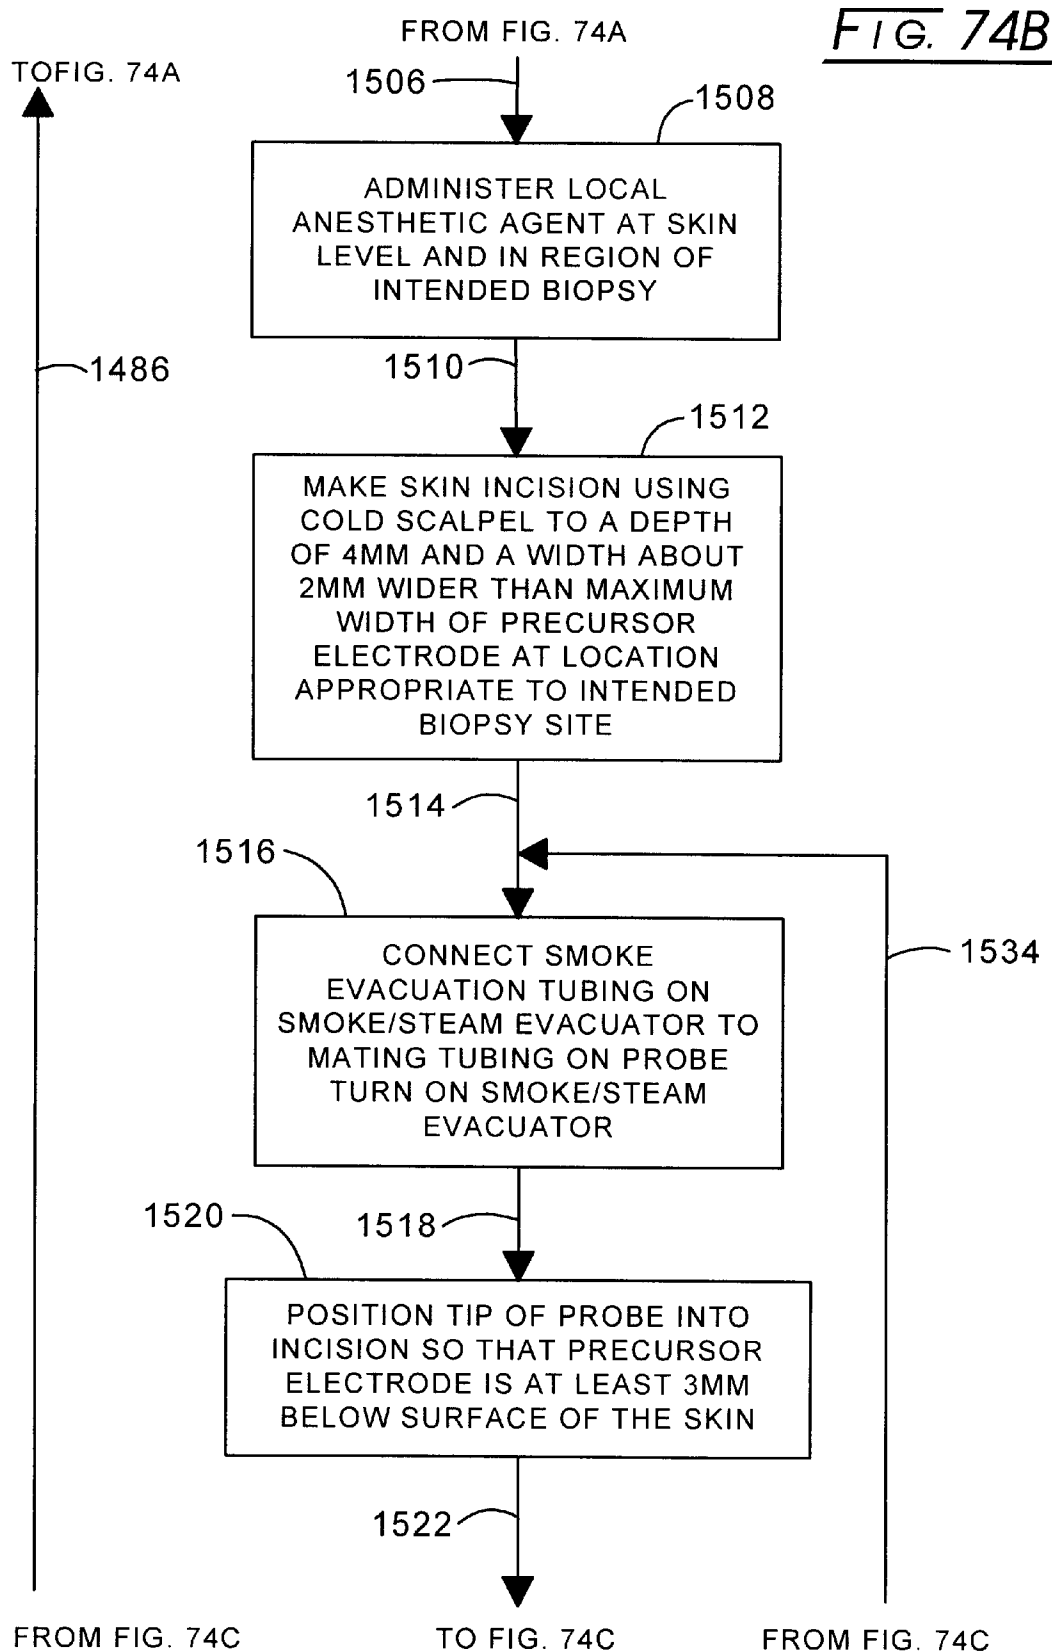 FIG. 74B
FROM FIG. 74A
TOFIG. 74A
1506
1508
ADMINISTER LOCAL
ANESTHETIC AGENT AT SKIN
LEVEL AND IN REGION OF
INTENDED BIOPSY
1486
1510
1512
MAKE SKIN INCISION USING
COLD SCALPEL TO A DEPTH
OF 4MM AND A WIDTH ABOUT
2MM WIDER THAN MAXIMUM
WIDTH OF PRECURSOR
ELECTRODE AT LOCATION
APPROPRIATE TO INTENDED
BIOPSY SITE
1514
1516
1534
CONNECT SMOKE
EVACUATION TUBING ON
SMOKE/STEAM EVACUATOR TO
MATING TUBING ON PROBE
TURN ON SMOKE/STEAM
EVACUATOR
1518
1520
POSITION TIP OF PROBE INTO
INCISION SO THAT PRECURSOR
ELECTRODE IS AT LEAST 3MM
BELOW SURFACE OF THE SKIN
1522
FROM FIG. 74C
TO FIG. 74C
FROM FIG. 74C